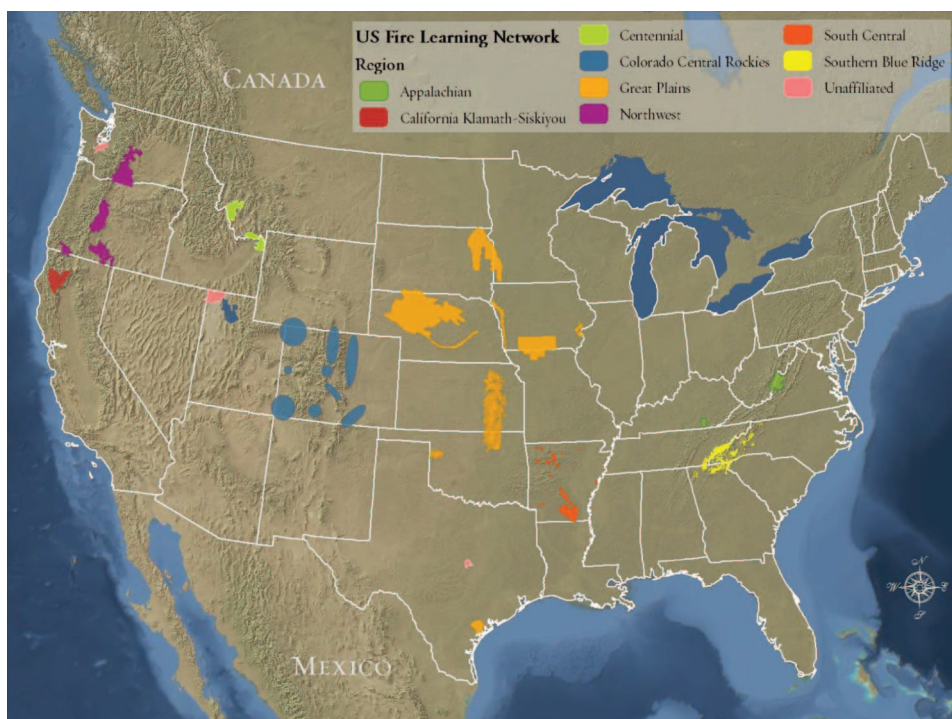 US Fire Learning Network
Region
Appalachian
California Klamath-Siskiyou
Centennial
Colorado Central Rockies
Great Plains
Northwest
South Central
Southern Blue Ridge
Unaffiliated
CANADA
MEXICO
N
W
E
S